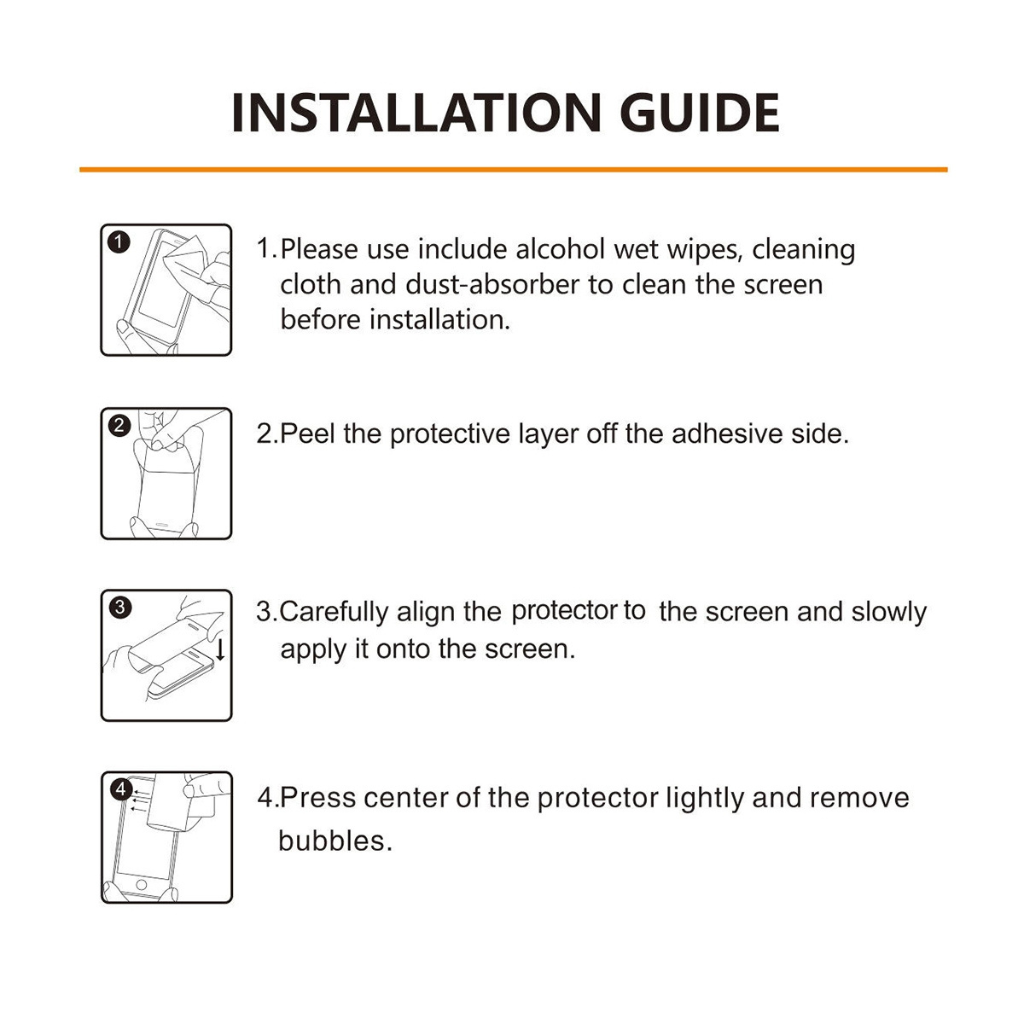 INSTALLATION GUIDE
1
1.Please use include alcohol wet wipes, cleaning
cloth and dust-absorber to clean the screen
before installation.
2
2.Peel the protective layer off the adhesive side.
3
3.Carefully align the protector to the screen and slowly
apply it onto the screen.
4
4.Press center of the protector lightly and remove
bubbles.